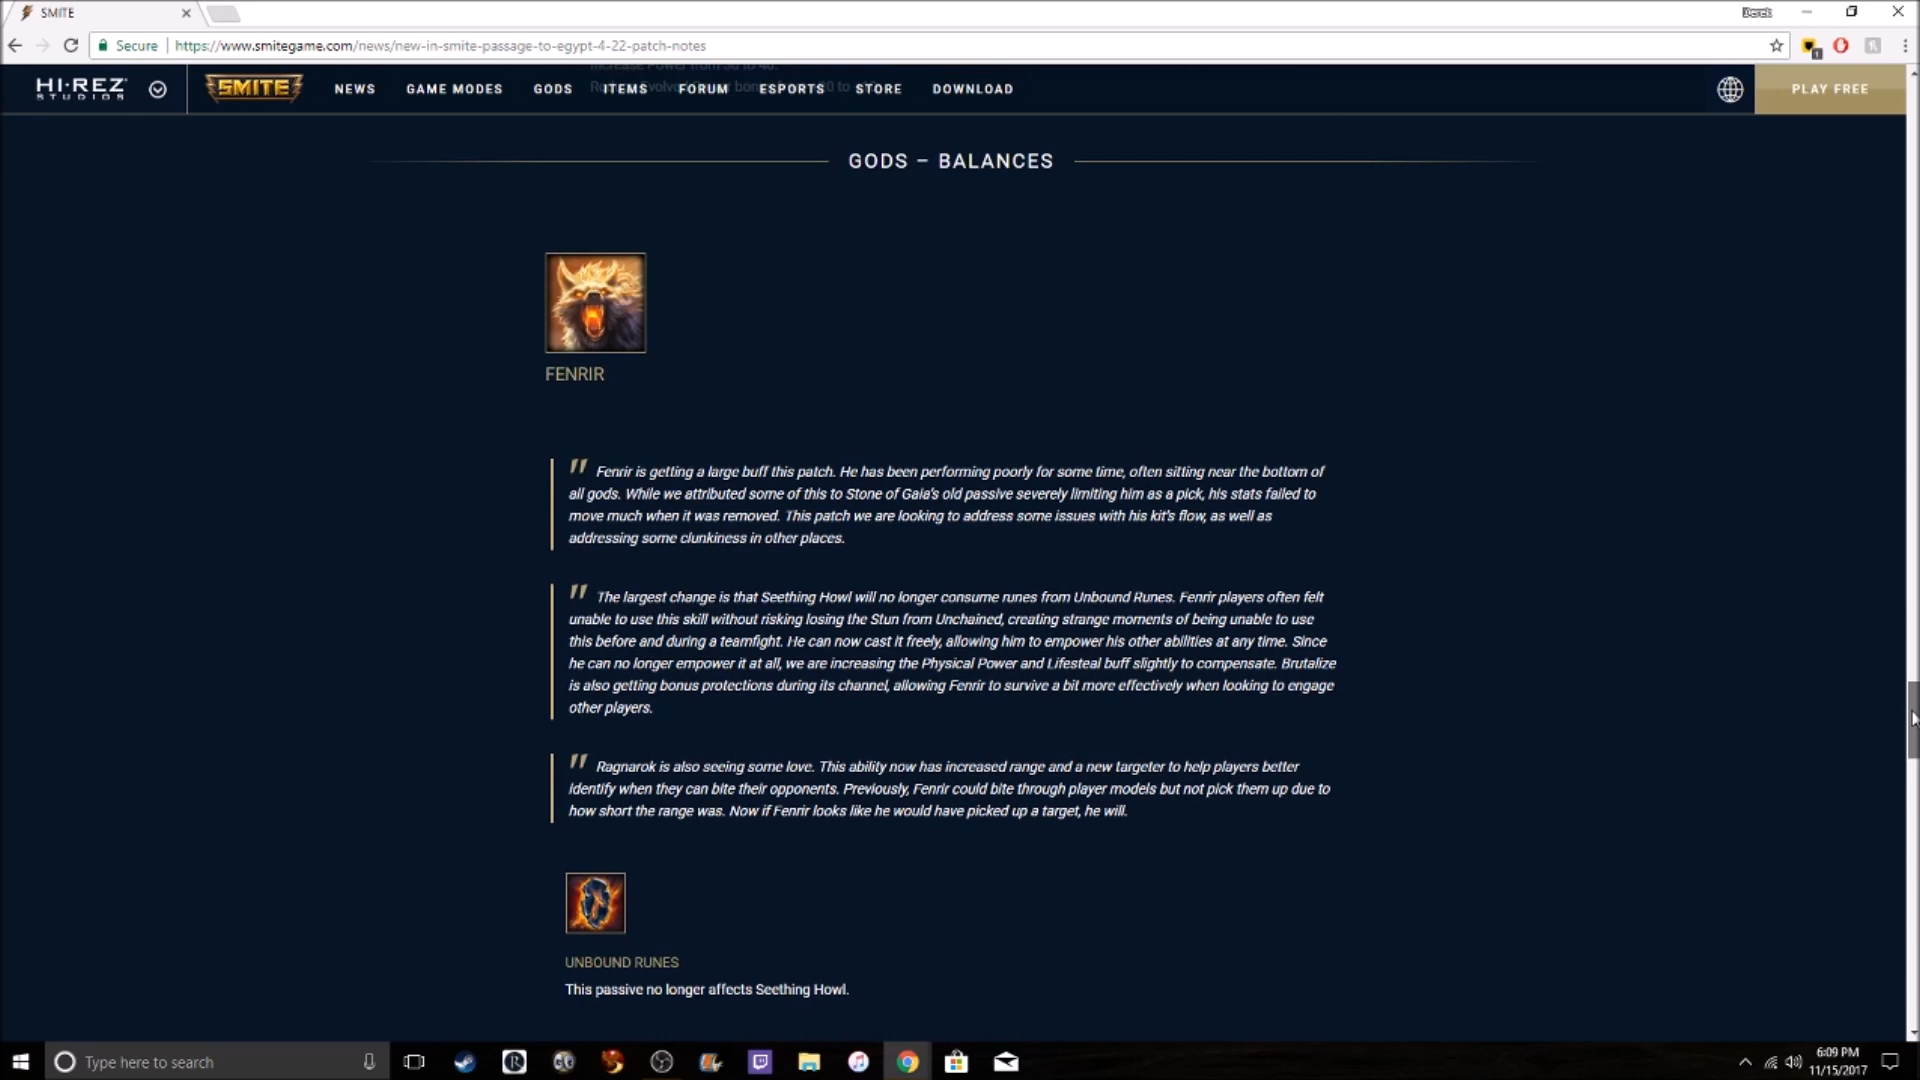 SMITE
Derek
Secure | https://www.smitegame.com/news/new-in-smite-passage-to-egypt-4-22-patch-notes
HI-REZ STUDIOS
SMITE
NEWS GAME MODES GODS ITEMS FORUM ESPORTS STORE DOWNLOAD
PLAY FREE
GODS – BALANCES
FENRIR
" Fenrir is getting a large buff this patch. He has been performing poorly for some time, often sitting near the bottom of
all gods. While we attributed some of this to Stone of Gaia's old passive severely limiting him as a pick, his stats failed to
move much when it was removed. This patch we are looking to address some issues with his kit's flow, as well as
addressing some clunkiness in other places.
" The largest change is that Seething Howl will no longer consume runes from Unbound Runes. Fenrir players often felt
unable to use this skill without risking losing the Stun from Unchained, creating strange moments of being unable to use
this before and during a teamfight. He can now cast it freely, allowing him to empower his other abilities at any time. Since
he can no longer empower it at all, we are increasing the Physical Power and Lifesteal buff slightly to compensate. Brutalize
is also getting bonus protections during its channel, allowing Fenrir to survive a bit more effectively when looking to engage
other players.
" Ragnarok is also seeing some love. This ability now has increased range and a new targeter to help players better
identify when they can bite their opponents. Previously, Fenrir could bite through player models but not pick them up due to
how short the range was. Now if Fenrir looks like he would have picked up a target, he will.
UNBOUND RUNES
This passive no longer affects Seething Howl.
Type here to search
6:09 PM
11/15/2017